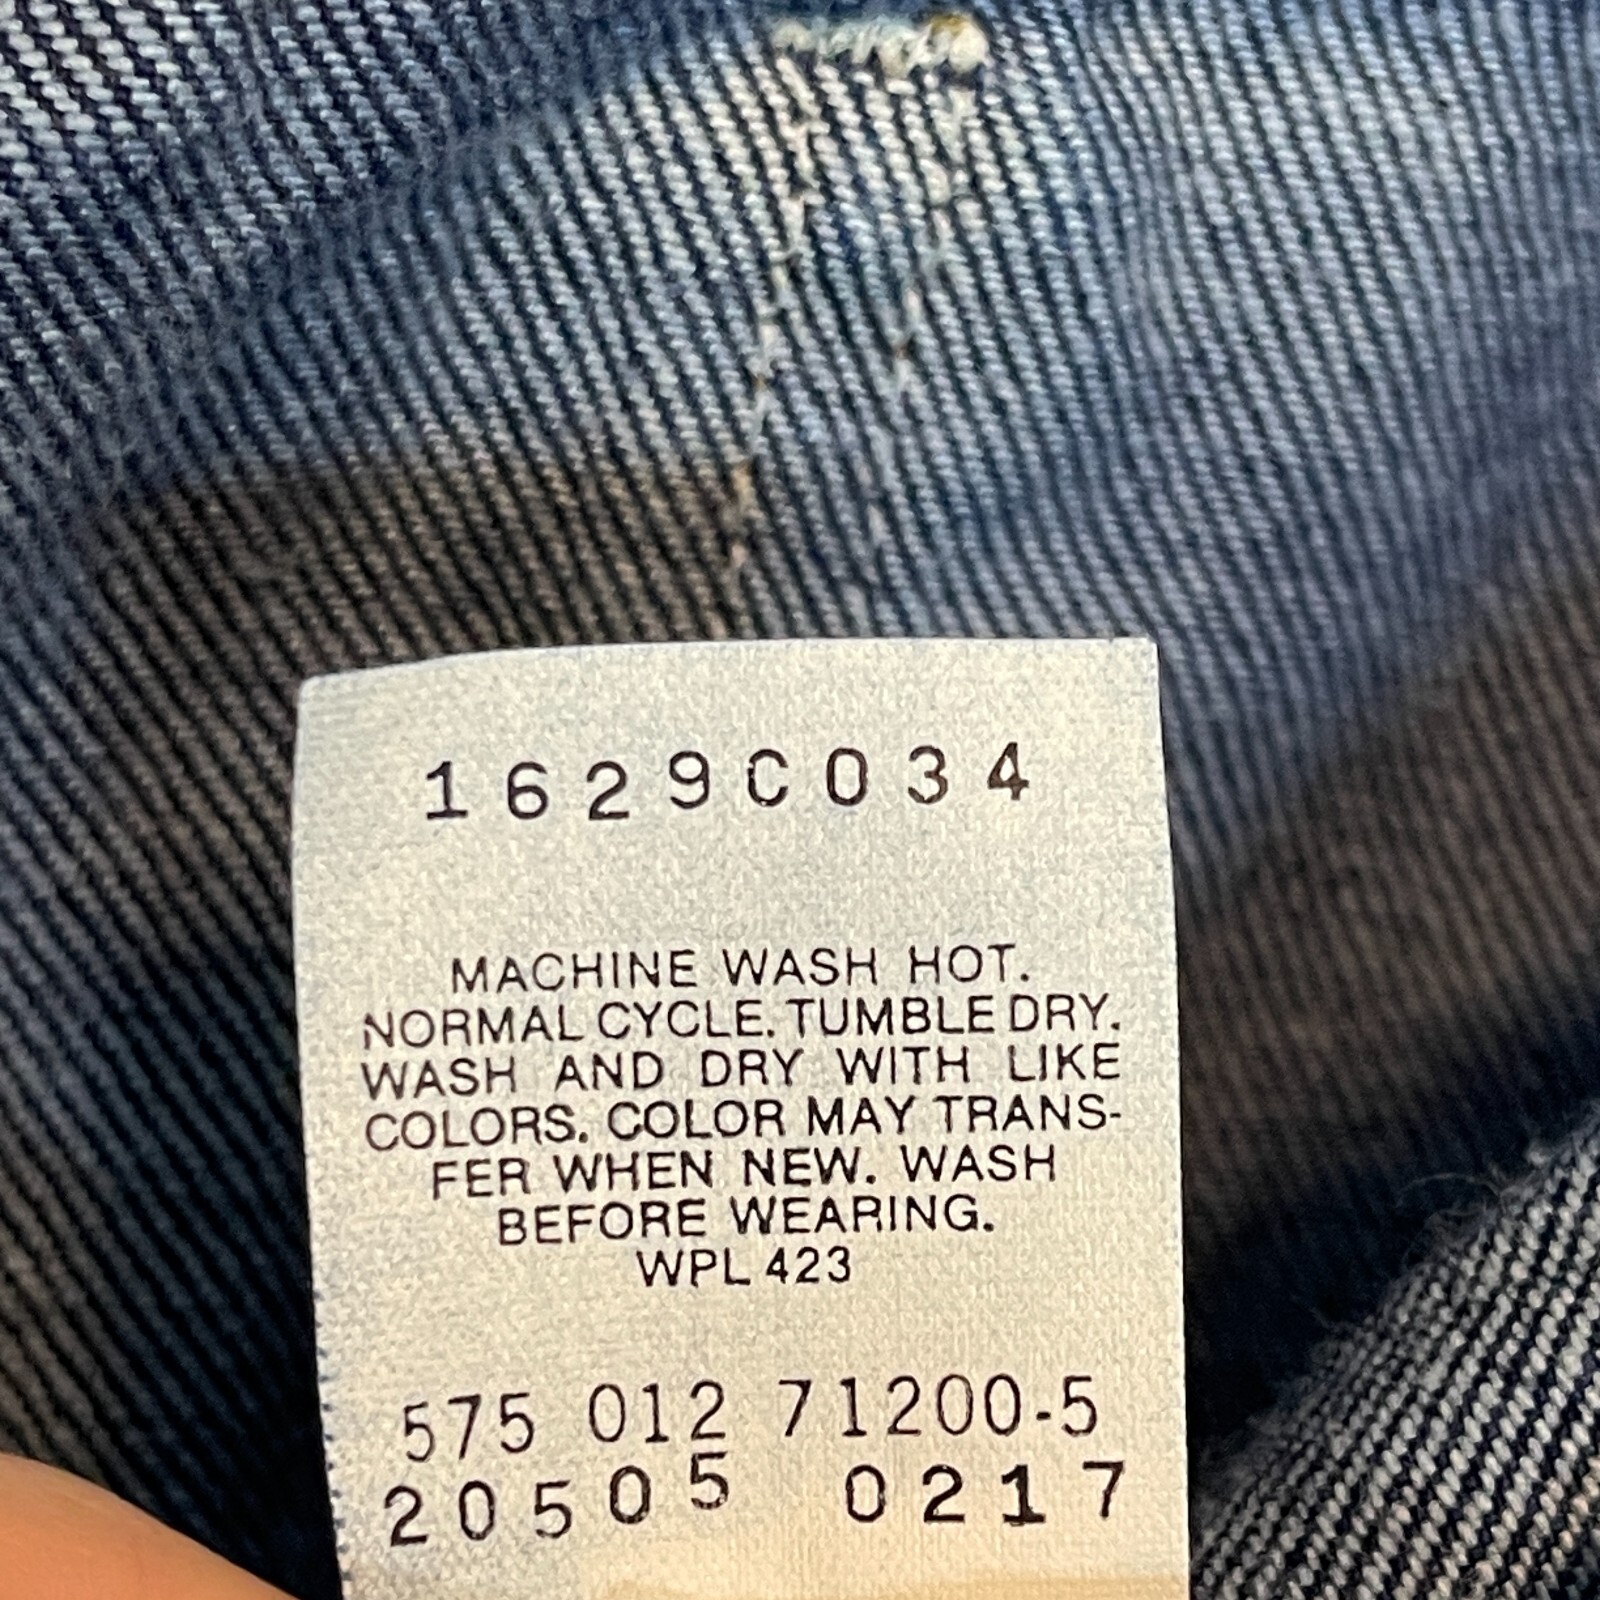 1629C034
MACHINE WASH HOT.
NORMAL CYCLE. TUMBLE DRY.
WASH AND DRY WITH LIKE
COLORS. COLOR MAY TRANS-
FER WHEN NEW. WASH
BEFORE WEARING.
WPL 423
575 012 71200-5
20505 0217